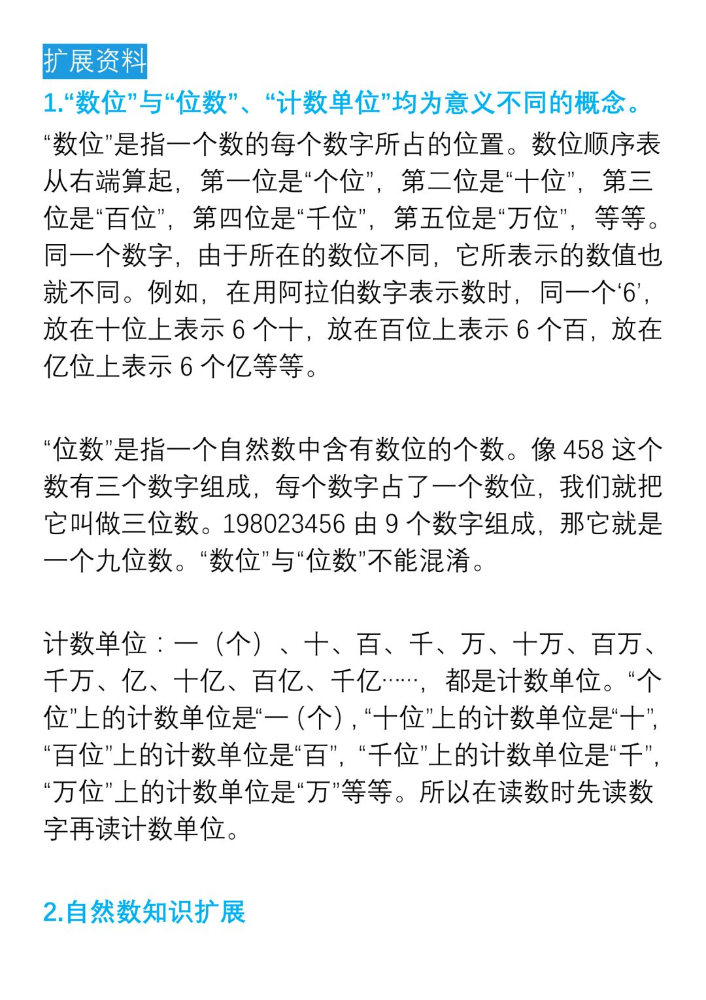 扩展资料
1.“数位”与“位数”、“计数单位”均为意义不同的概念。
“数位”是指一个数的每个数字所占的位置。数位顺序表
从右端算起，第一位是“个位”，第二位是“十位”，第三
位是“百位”，第四位是“千位”，第五位是“万位”，等等。
同一个数字，由于所在的数位不同，它所表示的数值也
就不同。例如，在用阿拉伯数字表示数时，同一个‘6’，
放在十位上表示 6 个十，放在百位上表示 6 个百，放在
亿位上表示 6 个亿等等。
“位数”是指一个自然数中含有数位的个数。像 458 这个
数有三个数字组成，每个数字占了一个数位，我们就把
它叫做三位数。198023456 由 9 个数字组成，那它就是
一个九位数。“数位”与“位数”不能混淆。
计数单位：一（个）、十、百、千、万、十万、百万、
千万、亿、十亿、百亿、千亿……，都是计数单位。“个
位”上的计数单位是“一（个），“十位”上的计数单位是“十”，
“百位”上的计数单位是“百”，“千位”上的计数单位是“千”，
“万位”上的计数单位是“万”等等。所以在读数时先读数
字再读计数单位。
2.自然数知识扩展